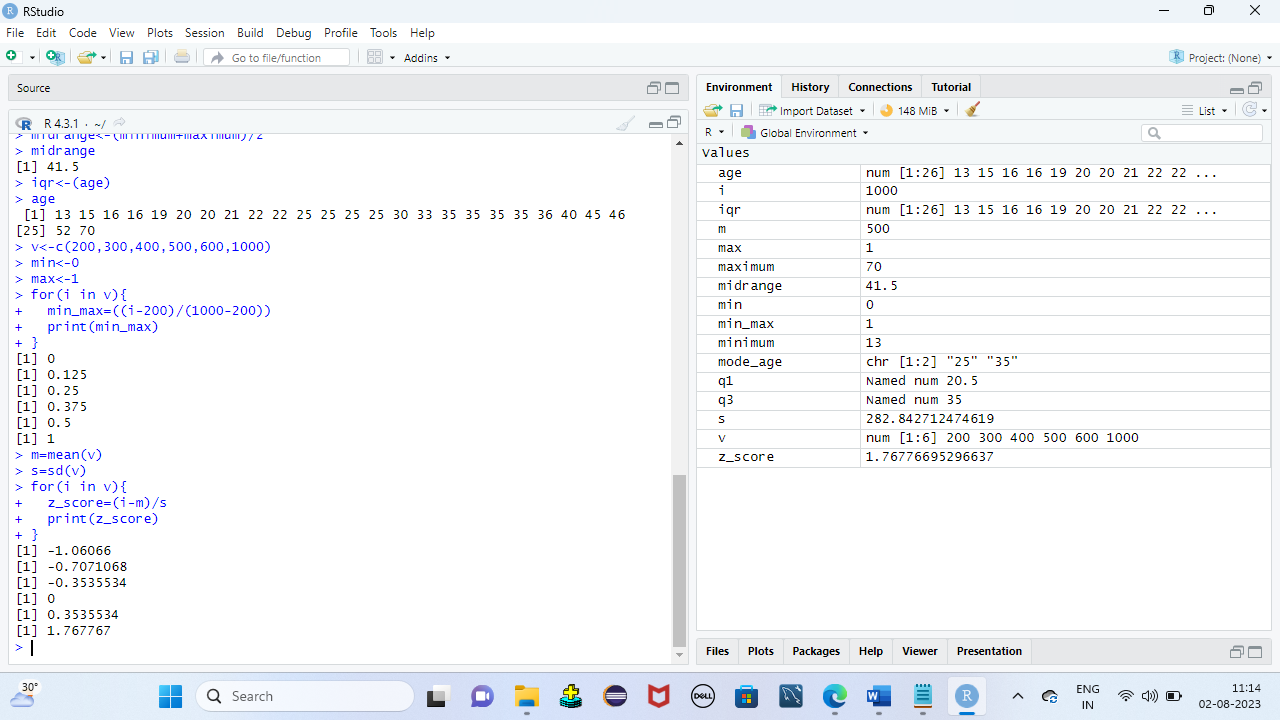 RStudio
File Edit Code View Plots Session Build Debug Profile Tools Help
Go to file/function Addins Project: (None)
Source
R 4.3.1 · ~/
> midrange<-(minimum+maximum)/2
> midrange
[1] 41.5
> iqr<-(age)
> age
[1] 13 15 16 16 19 20 20 21 22 22 25 25 25 25 30 33 35 35 35 35 36 40 45 46
[25] 52 70
> v<-c(200,300,400,500,600,1000)
> min<-0
> max<-1
> for(i in v){
+ min_max=((i-200)/(1000-200))
+ print(min_max)
+ }
[1] 0
[1] 0.125
[1] 0.25
[1] 0.375
[1] 0.5
[1] 1
> m=mean(v)
> s=sd(v)
> for(i in v){
+ z_score=(i-m)/s
+ print(z_score)
+ }
[1] -1.06066
[1] -0.7071068
[1] -0.3535534
[1] 0
[1] 0.3535534
[1] 1.767767
>
Environment History Connections Tutorial
Import Dataset 148 MiB List
R Global Environment
Values
age num [1:26] 13 15 16 16 19 20 20 21 22 22 ...
i 1000
iqr num [1:26] 13 15 16 16 19 20 20 21 22 22 ...
m 500
max 1
maximum 70
midrange 41.5
min 0
min_max 1
minimum 13
mode_age chr [1:2] "25" "35"
q1 Named num 20.5
q3 Named num 35
s 282.842712474619
v num [1:6] 200 300 400 500 600 1000
z_score 1.76776695296637
Files Plots Packages Help Viewer Presentation
30°
Search
DELL
ENG
IN
11:14
02-08-2023